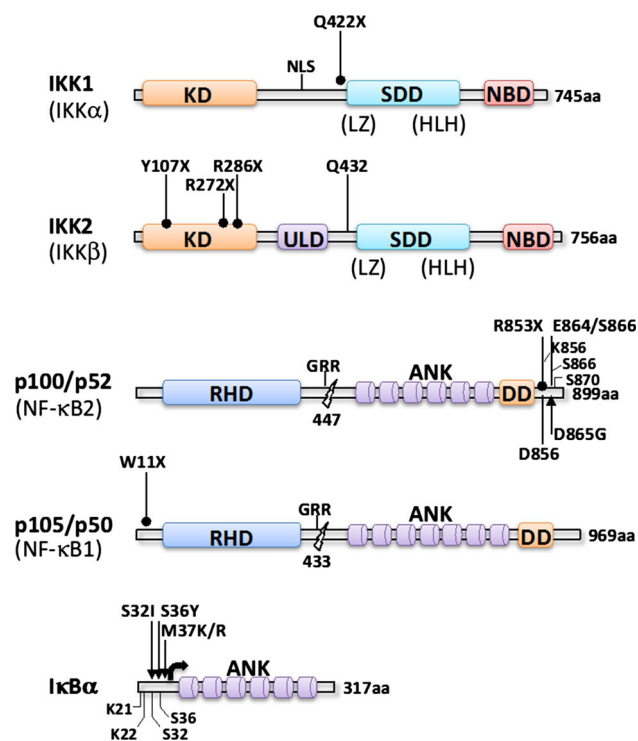 Q422X
NLS
IKK1
KD
SDD
NBD
745aa
(IKKα)
(LZ)
(HLH)
Y107X
R286X
Q432
R272X
IKK2
KD
ULD
SDD
NBD
756aa
(IKKβ)
(LZ)
(HLH)
R853X
E864/S866
K856
GRR
ANK
S866
S870
p100/p52
RHD
DD
899aa
(NF-κB2)
447
D865G
D856
W11X
GRR
ANK
p105/p50
RHD
DD
969aa
(NF-κB1)
433
S32I
S36Y
M37K/R
ANK
IκBα
317aa
K21
S36
K22
S32